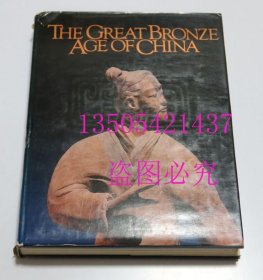 THE GREAT BRONZE
AGE OF CHINA
13505421437
盗图必究